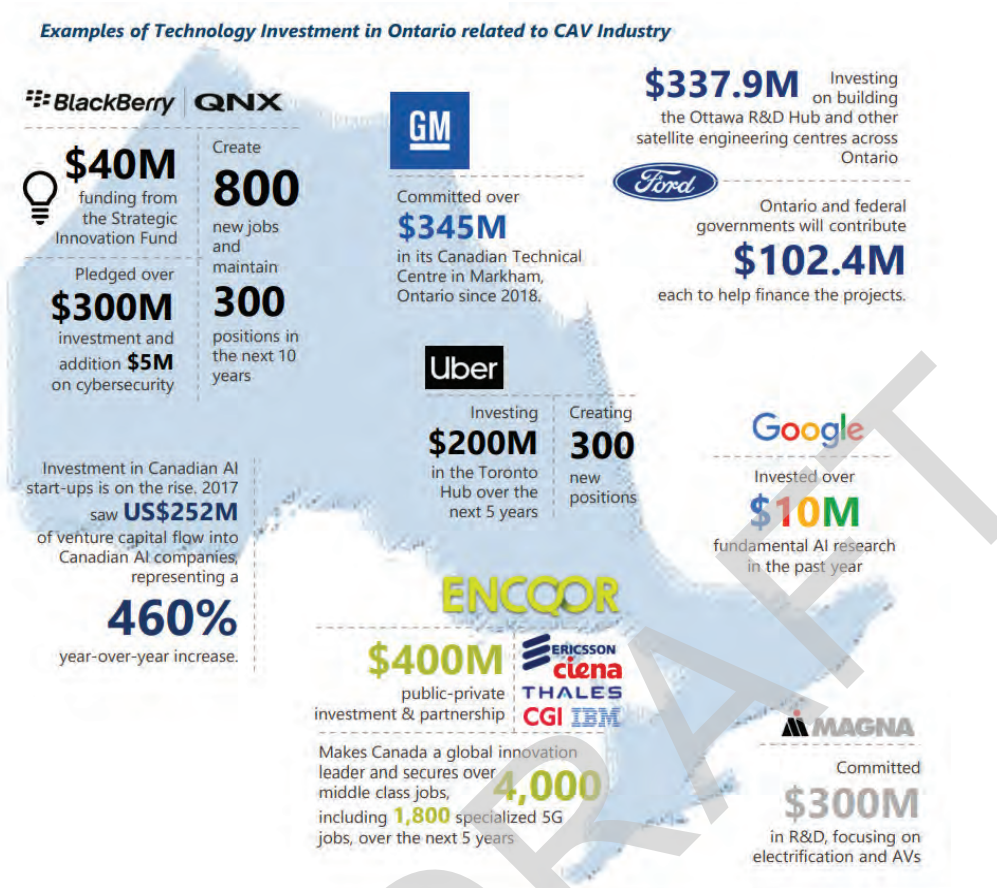 Examples of Technology Investment in Ontario related to CAV Industry
BlackBerry QNX
$40M
funding from
the Strategic
Innovation Fund
Pledged over
$300M
investment and
addition $5M
on cybersecurity
Create
800
new jobs
and
maintain
300
positions in
the next 10
years
GM
Committed over
$345M
in its Canadian Technical
Centre in Markham,
Ontario since 2018.
$337.9M Investing
on building
the Ottawa R&D Hub and other
satellite engineering centres across
Ontario
Ford
Ontario and federal
governments will contribute
$102.4M
each to help finance the projects.
Uber
Investing
$200M
in the Toronto
Hub over the
next 5 years
Creating
300
new
positions
Google
Invested over
$10M
fundamental AI research
in the past year
Investment in Canadian AI
start-ups is on the rise. 2017
saw US$252M
of venture capital flow into
Canadian AI companies,
representing a
460%
year-over-year increase.
ENCQOR
$400M
public-private
investment & partnership
ERICSSON
ciena
THALES
CGI IBM
Makes Canada a global innovation
leader and secures over
middle class jobs, 4,000
including 1,800 specialized 5G
jobs, over the next 5 years
MAGNA
Committed
$300M
in R&D, focusing on
electrification and AVs
DRAFT